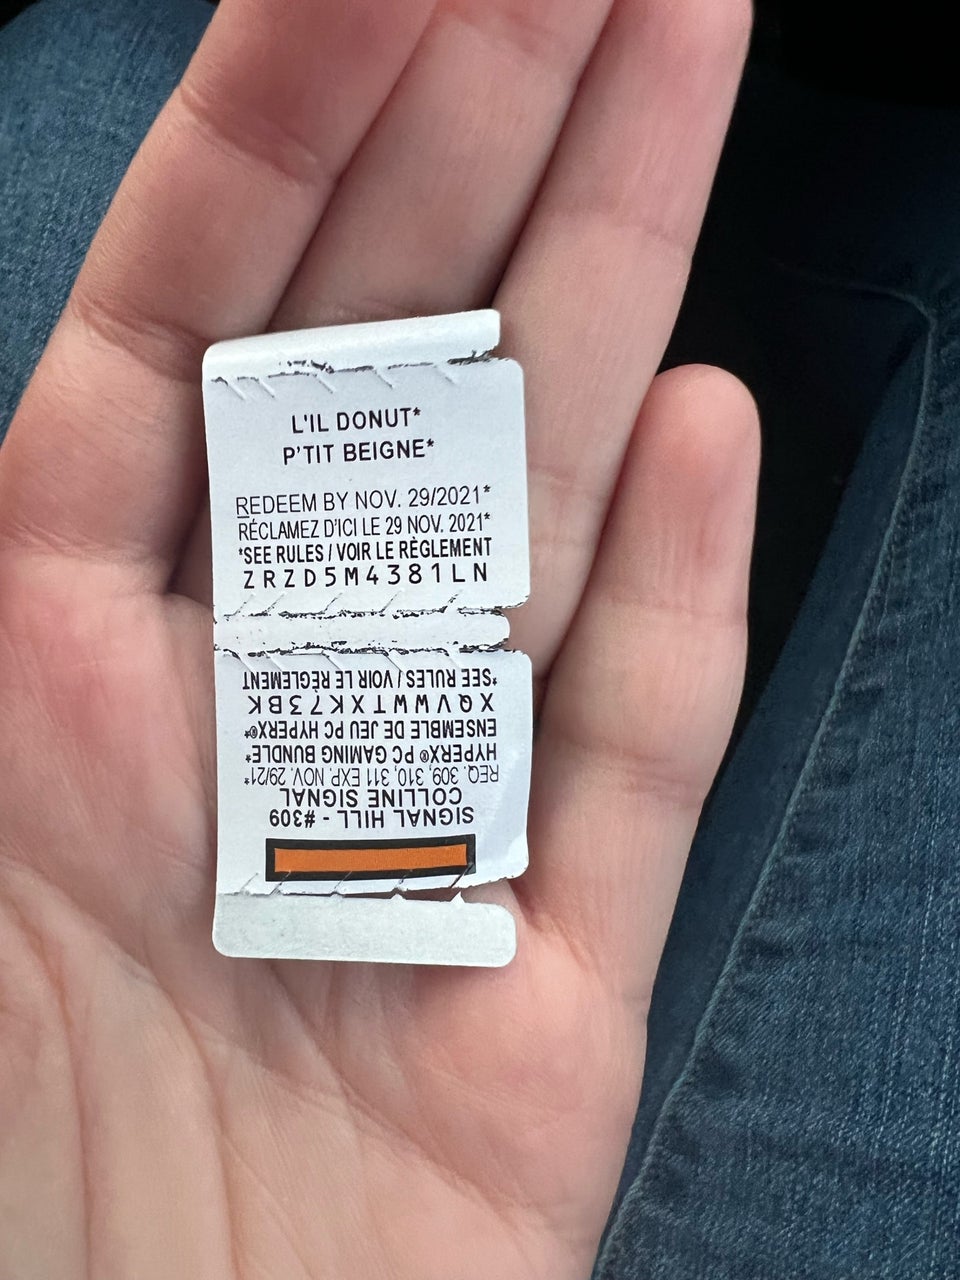 L'IL DONUT*
P'TIT BEIGNE*
REDEEM BY NOV. 29/2021*
RÉCLAMEZ D'ICI LE 29 NOV. 2021*
*SEE RULES / VOIR LE RÈGLEMENT
ZRZD5M4381LN
SIGNAL HILL - #309
COLLINE SIGNAL
REQ. 309, 310, 311 EXP. NOV. 29/21*
HYPERX® PC GAMING BUNDLE*
ENSEMBLE DE JEU PC HYPERX®*
XQVWWTXK73BK
*SEE RULES / VOIR LE RÈGLEMENT